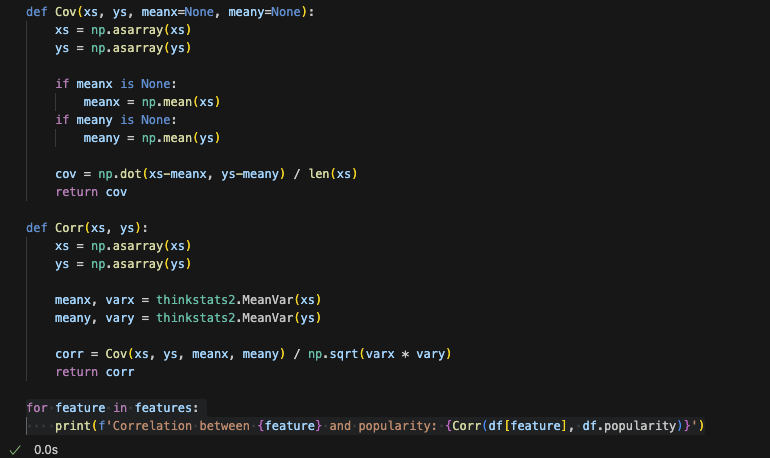 def Cov(xs, ys, meanx=None, meany=None):
    xs = np.asarray(xs)
    ys = np.asarray(ys)

    if meanx is None:
        meanx = np.mean(xs)
    if meany is None:
        meany = np.mean(ys)

    cov = np.dot(xs-meanx, ys-meany) / len(xs)
    return cov

def Corr(xs, ys):
    xs = np.asarray(xs)
    ys = np.asarray(ys)

    meanx, varx = thinkstats2.MeanVar(xs)
    meany, vary = thinkstats2.MeanVar(ys)

    corr = Cov(xs, ys, meanx, meany) / np.sqrt(varx * vary)
    return corr

for feature in features:
    print(f'Correlation between {feature} and popularity: {Corr(df[feature], df.popularity)}')
✓ 0.0s